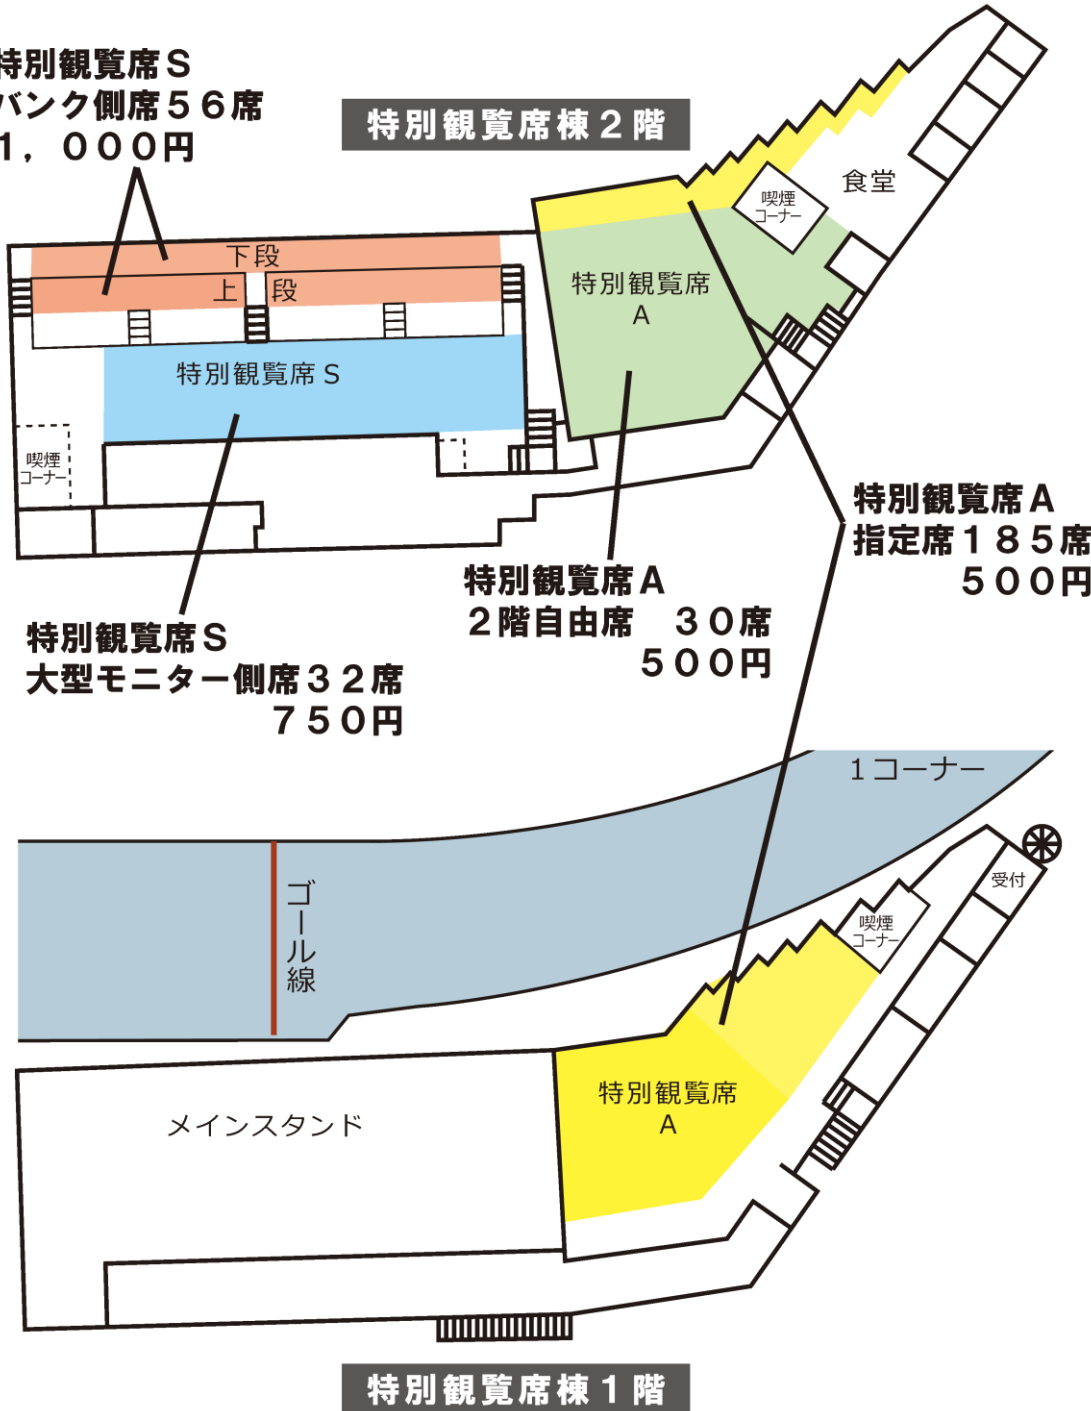 特別観覧席S
バンク側席56席
1,000円
特別観覧席棟2階
食堂
喫煙
コーナー
下段
上段
特別観覧席
A
特別観覧席S
喫煙
コーナー
特別観覧席A
指定席185席
500円
特別観覧席A
2階自由席 30席
500円
特別観覧席S
大型モニター側席32席
750円
1コーナー
ゴール線
受付
喫煙
コーナー
特別観覧席
A
メインスタンド
特別観覧席棟1階